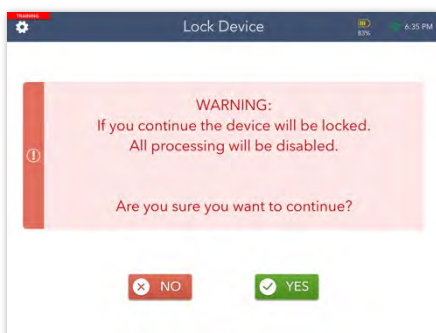 TRAINING
Lock Device
83%
6:35 PM
WARNING:
If you continue the device will be locked.
All processing will be disabled.
Are you sure you want to continue?
NO
YES